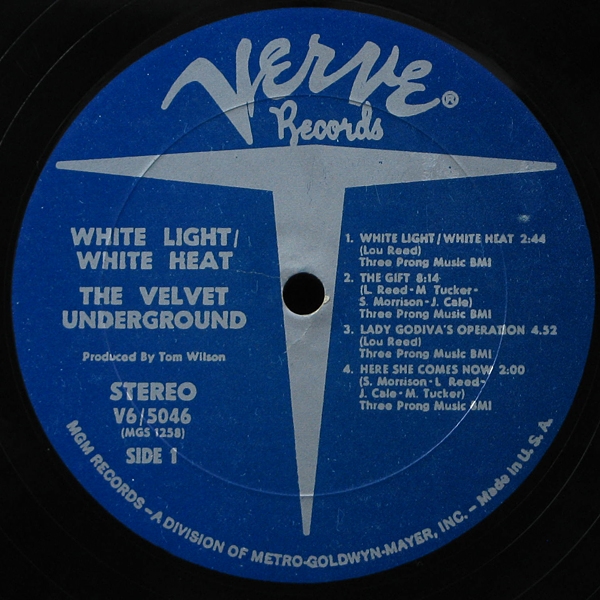 Verve®
Records
WHITE LIGHT/
WHITE HEAT
THE VELVET
UNDERGROUND
Produced By Tom Wilson
STEREO
V6/5046
(MGS 1258)
SIDE 1
1. WHITE LIGHT/WHITE HEAT 2:44
(Lou Reed)
Three Prong Music BMI
2. THE GIFT 8:14
(L. Reed-M Tucker-
S. Morrison-J. Cale)
Three Prong Music BMI
3. LADY GODIVA'S OPERATION 4.52
(Lou Reed)
Three Prong Music BMI
4. HERE SHE COMES NOW 2:00
(S. Morrison-L Reed-
J. Cale-M. Tucker)
Three Prong Music BMI
MGM RECORDS – A DIVISION OF METRO-GOLDWYN-MAYER, INC. – Made in U. S. A.